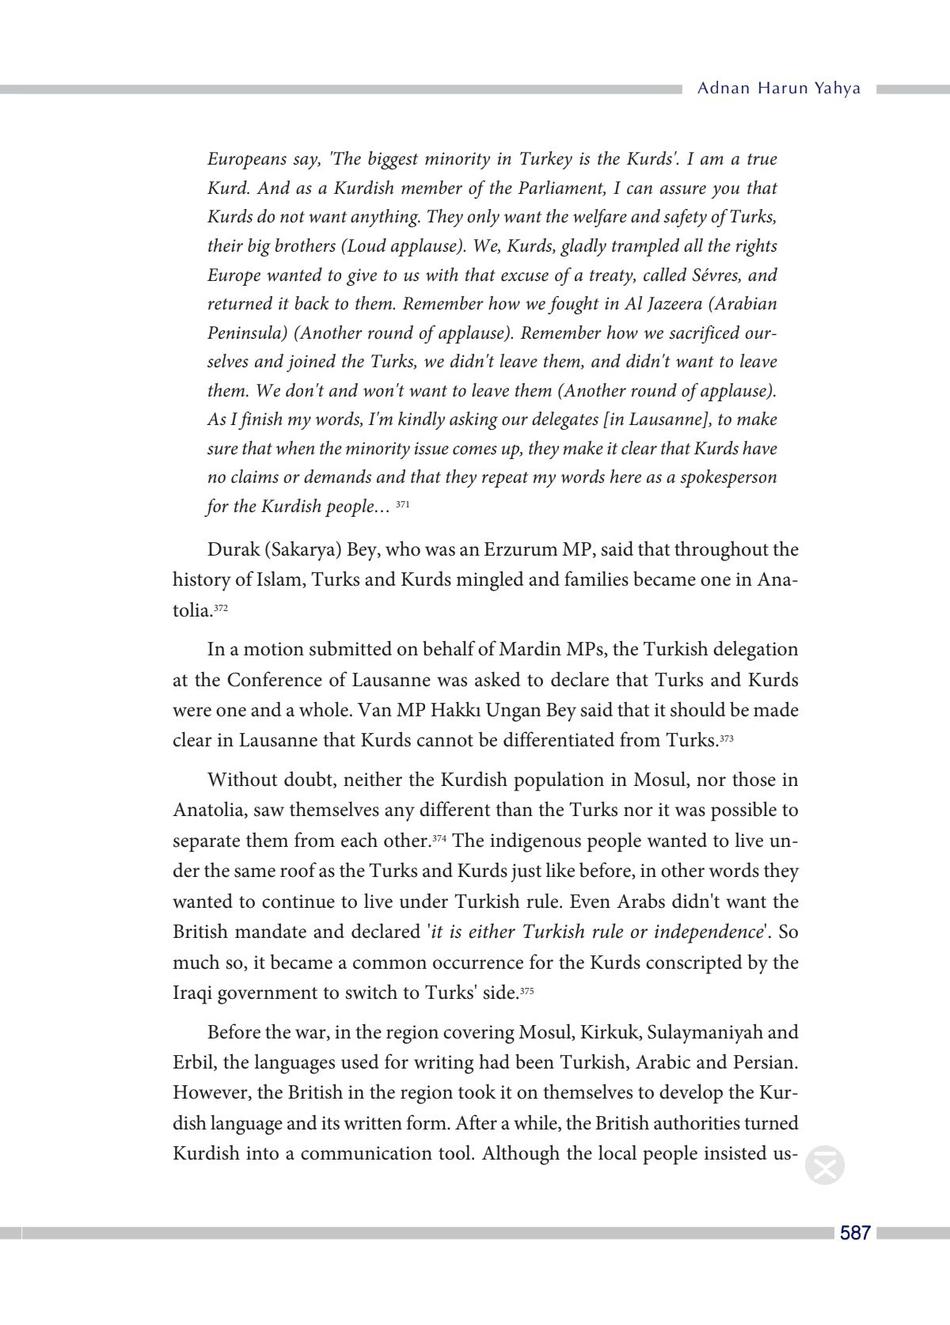 Adnan Harun Yahya
Europeans say, 'The biggest minority in Turkey is the Kurds'. I am a true
Kurd. And as a Kurdish member of the Parliament, I can assure you that
Kurds do not want anything. They only want the welfare and safety of Turks,
their big brothers (Loud applause). We, Kurds, gladly trampled all the rights
Europe wanted to give to us with that excuse of a treaty, called Sévres, and
returned it back to them. Remember how we fought in Al Jazeera (Arabian
Peninsula) (Another round of applause). Remember how we sacrificed our-
selves and joined the Turks, we didn't leave them, and didn't want to leave
them. We don't and won't want to leave them (Another round of applause).
As I finish my words, I'm kindly asking our delegates [in Lausanne], to make
sure that when the minority issue comes up, they make it clear that Kurds have
no claims or demands and that they repeat my words here as a spokesperson
for the Kurdish people… 371
Durak (Sakarya) Bey, who was an Erzurum MP, said that throughout the
history of Islam, Turks and Kurds mingled and families became one in Ana-
tolia.372
In a motion submitted on behalf of Mardin MPs, the Turkish delegation
at the Conference of Lausanne was asked to declare that Turks and Kurds
were one and a whole. Van MP Hakkı Ungan Bey said that it should be made
clear in Lausanne that Kurds cannot be differentiated from Turks.373
Without doubt, neither the Kurdish population in Mosul, nor those in
Anatolia, saw themselves any different than the Turks nor it was possible to
separate them from each other.374 The indigenous people wanted to live un-
der the same roof as the Turks and Kurds just like before, in other words they
wanted to continue to live under Turkish rule. Even Arabs didn't want the
British mandate and declared 'it is either Turkish rule or independence'. So
much so, it became a common occurrence for the Kurds conscripted by the
Iraqi government to switch to Turks' side.375
Before the war, in the region covering Mosul, Kirkuk, Sulaymaniyah and
Erbil, the languages used for writing had been Turkish, Arabic and Persian.
However, the British in the region took it on themselves to develop the Kur-
dish language and its written form. After a while, the British authorities turned
Kurdish into a communication tool. Although the local people insisted us-
587